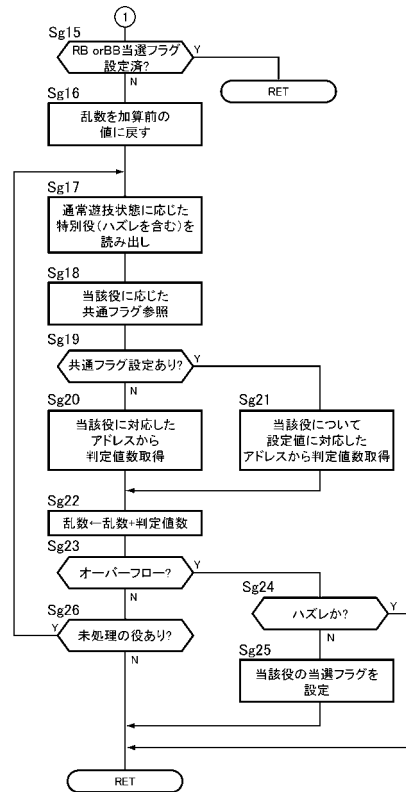 1
Sg15
RB orBB当選フラグ
設定済?
Y
N
RET
Sg16
乱数を加算前の
値に戻す
Sg17
通常遊技状態に応じた
特別役(ハズレを含む)を
読み出し
Sg18
当該役に応じた
共通フラグ参照
Sg19
共通フラグ設定あり?
Y
N
Sg20
当該役に対応した
アドレスから
判定値数取得
Sg21
当該役について
設定値に対応した
アドレスから判定値数取得
Sg22
乱数←乱数+判定値数
Sg23
オーバーフロー?
Y
N
Sg24
ハズレか?
Y
N
Sg26
Y
未処理の役あり?
N
Sg25
当該役の当選フラグを
設定
RET